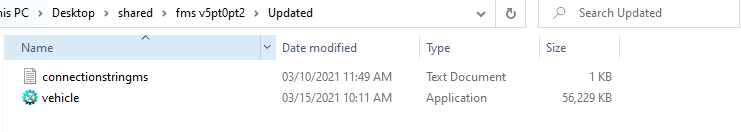 his PC > Desktop > shared > fms v5pt0pt2 > Updated
Search Updated
Name Date modified Type Size
connectionstringms 03/10/2021 11:49 AM Text Document 1 KB
vehicle 03/15/2021 10:11 AM Application 56,229 KB